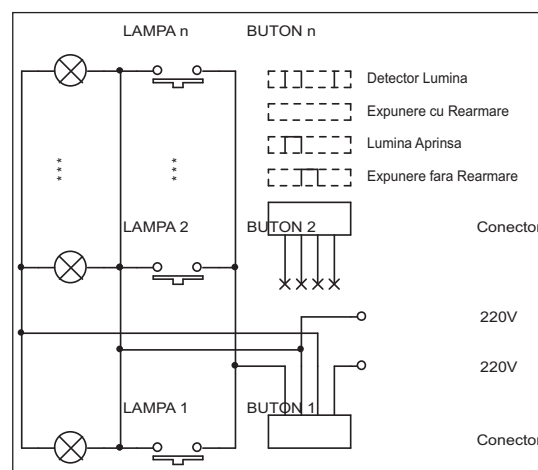 LAMPA n BUTON n
Detector Lumina
Expunere cu Rearmare
Lumina Aprinsa
Expunere fara Rearmare
***
***
LAMPA 2 BUTON 2 Conector
220V
220V
LAMPA 1 BUTON 1
Conector